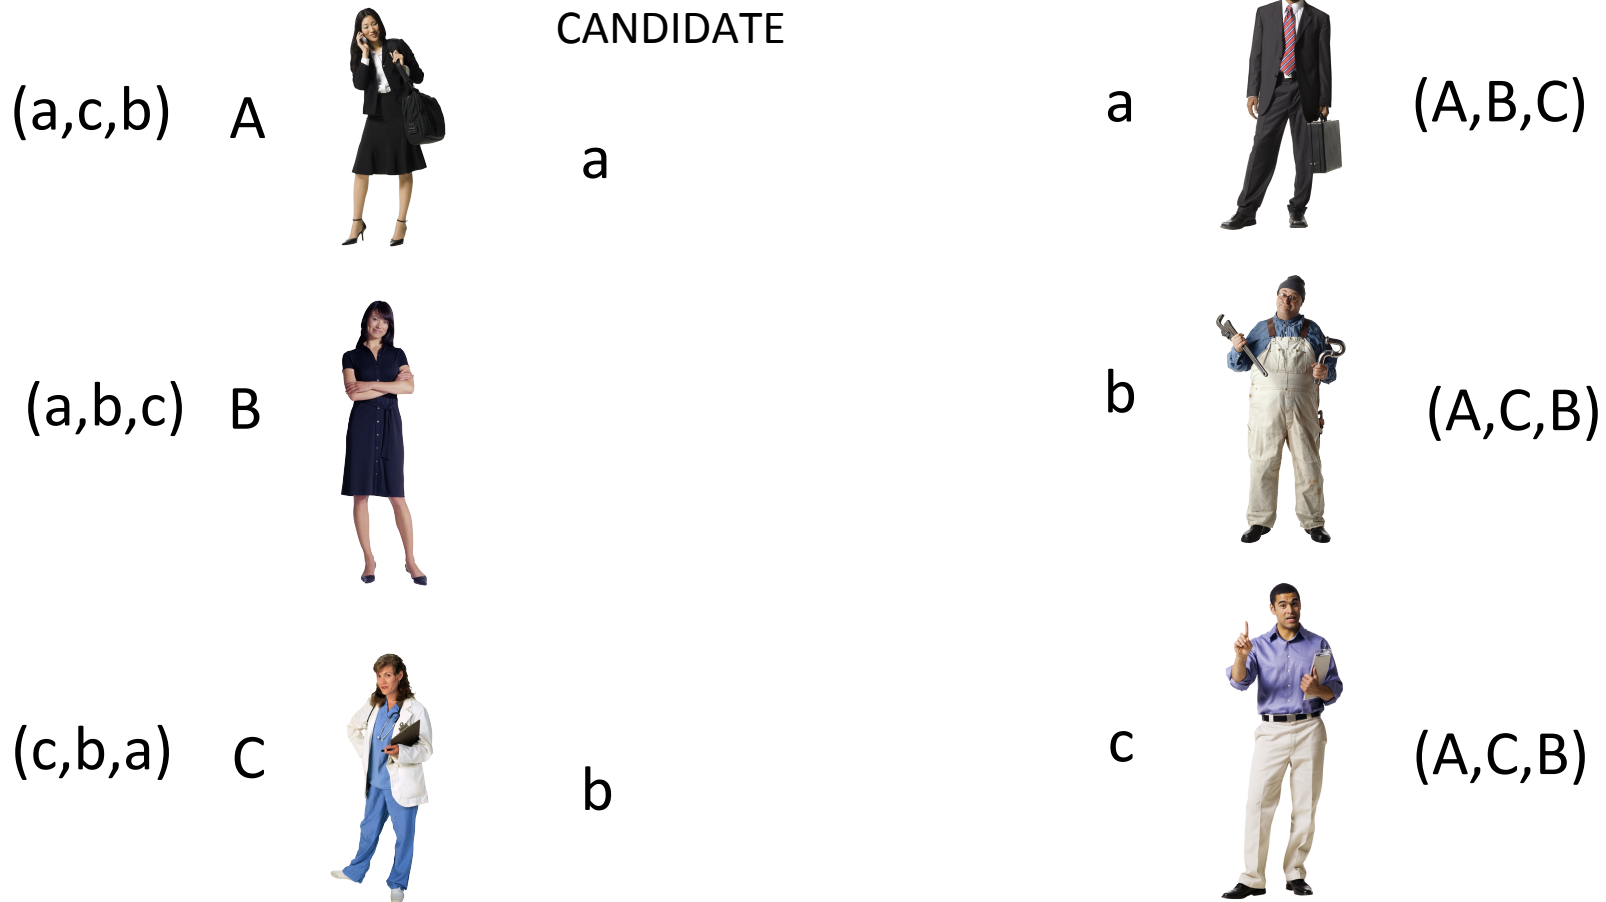 CANDIDATE
(a,c,b) A a a (A,B,C)
(a,b,c) B b (A,C,B)
(c,b,a) C b c (A,C,B)